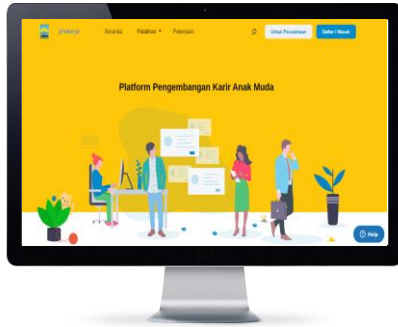 Beranda Pelatihan Pekerjaan Untuk Perusahaan Daftar / Masuk
Platform Pengembangan Karir Anak Muda
Help